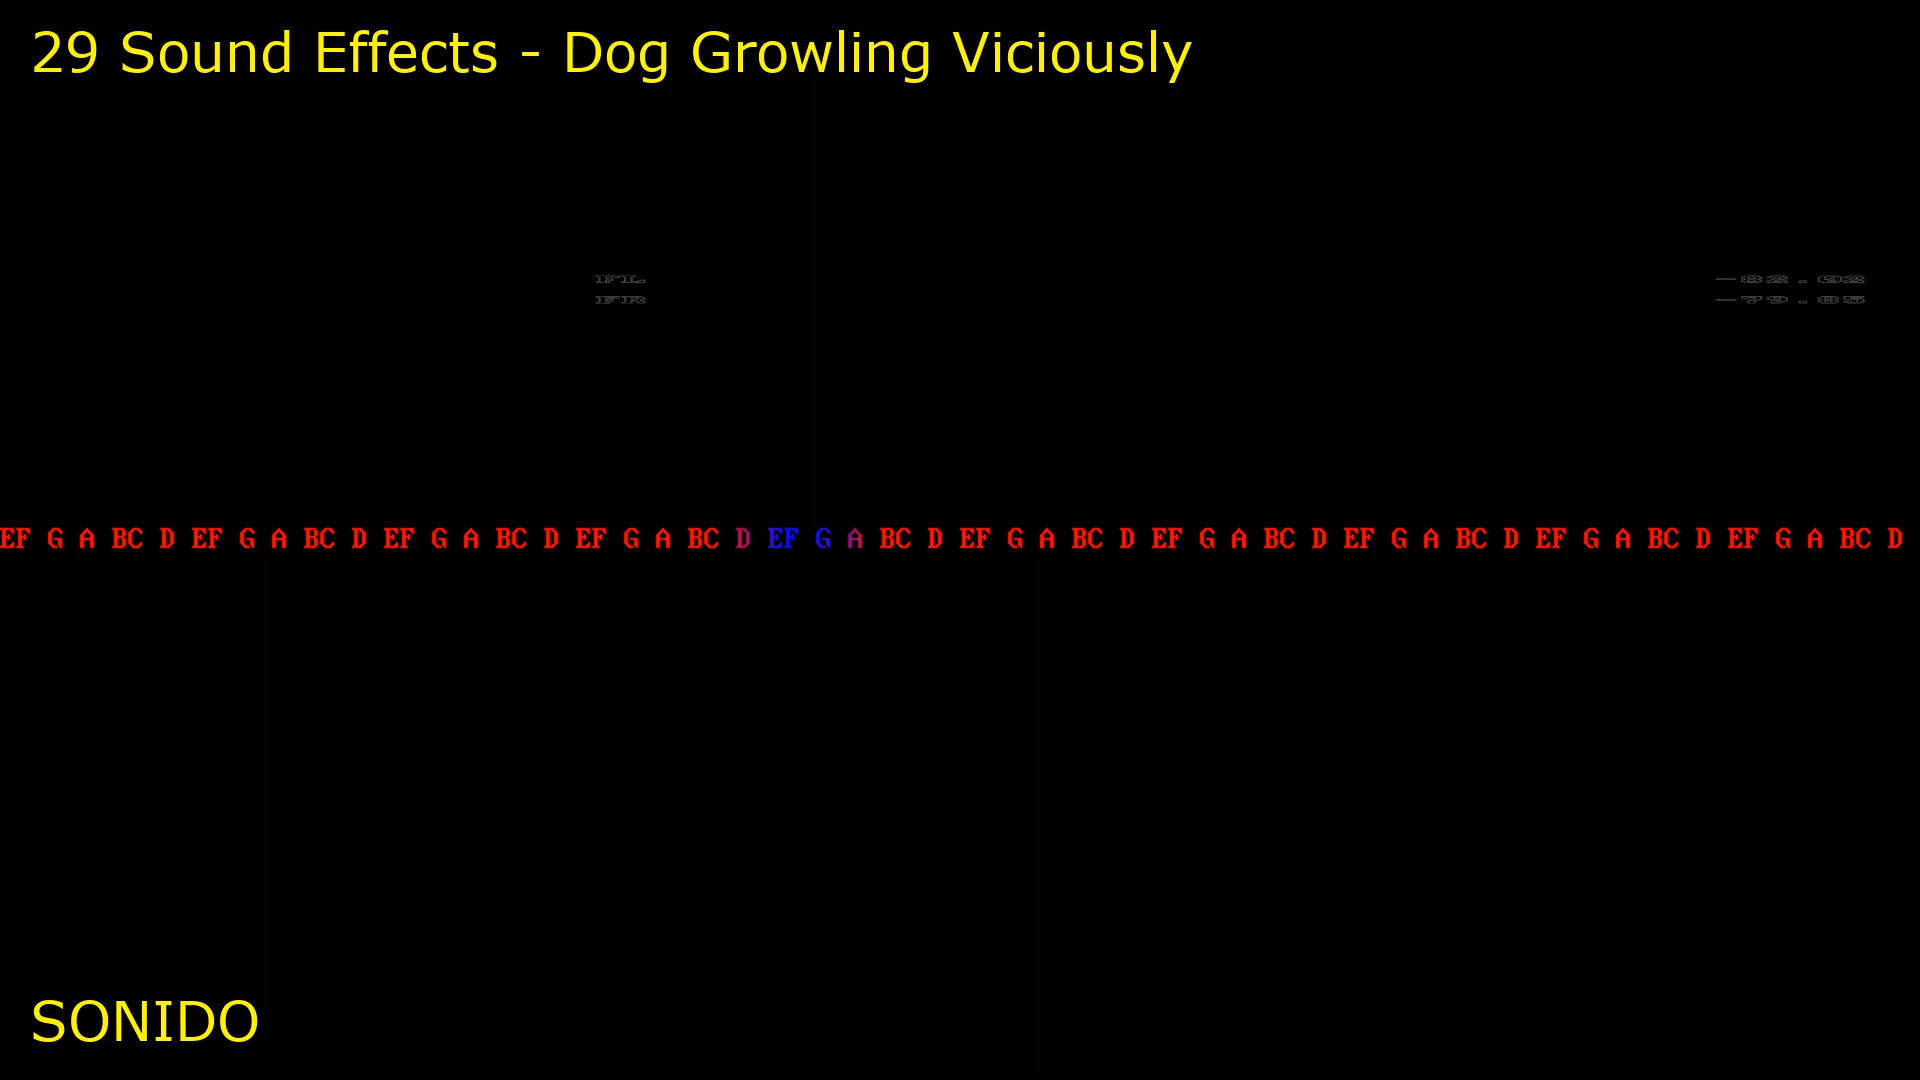 29 Sound Effects - Dog Growling Viciously
FL -82.02
FR -79.85
EF G A BC D EF G A BC D EF G A BC D EF G A BC D EF G A BC D EF G A BC D EF G A BC D EF G A BC D EF G A BC D EF G A BC D
SONIDO